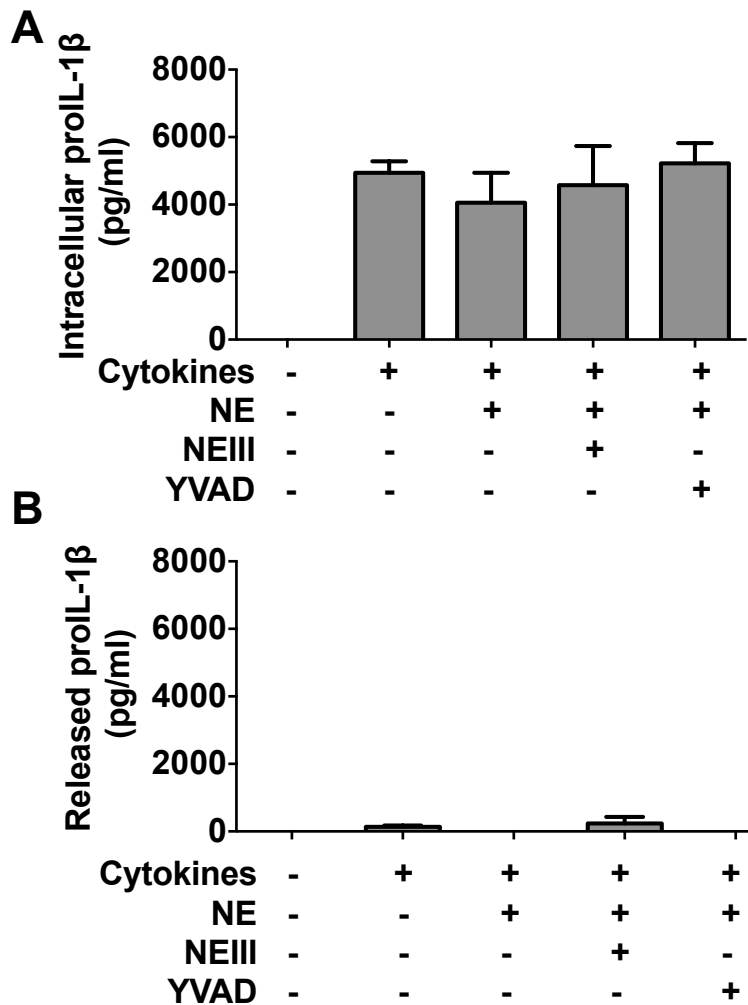 A
Intracellular proIL-1β
(pg/ml)
8000
6000
4000
2000
0
Cytokines - + + + +
NE - - + + +
NEIII - - - + -
YVAD - - - - +
B
Released proIL-1β
(pg/ml)
8000
6000
4000
2000
0
Cytokines - + + + +
NE - - + + +
NEIII - - - + -
YVAD - - - - +